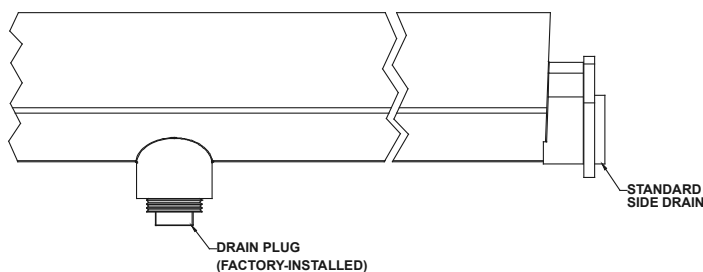 STANDARD
SIDE DRAIN
DRAIN PLUG
(FACTORY-INSTALLED)